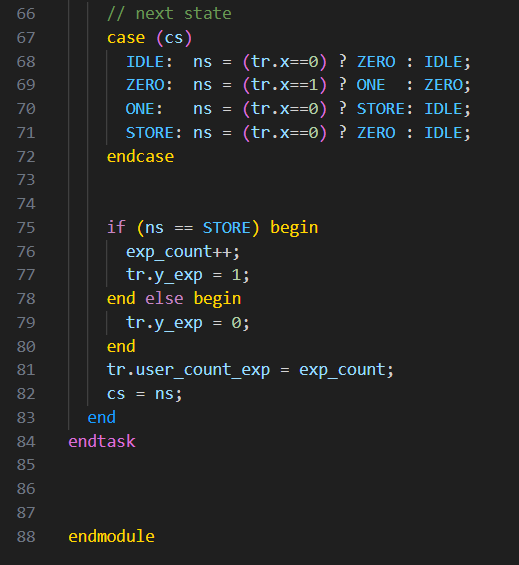 66 // next state
67 case (cs)
68 IDLE:  ns = (tr.x==0) ? ZERO : IDLE;
69 ZERO:  ns = (tr.x==1) ? ONE  : ZERO;
70 ONE:   ns = (tr.x==0) ? STORE: IDLE;
71 STORE: ns = (tr.x==0) ? ZERO : IDLE;
72 endcase
73
74
75 if (ns == STORE) begin
76 exp_count++;
77 tr.y_exp = 1;
78 end else begin
79 tr.y_exp = 0;
80 end
81 tr.user_count_exp = exp_count;
82 cs = ns;
83 end
84 endtask
85
86
87
88 endmodule